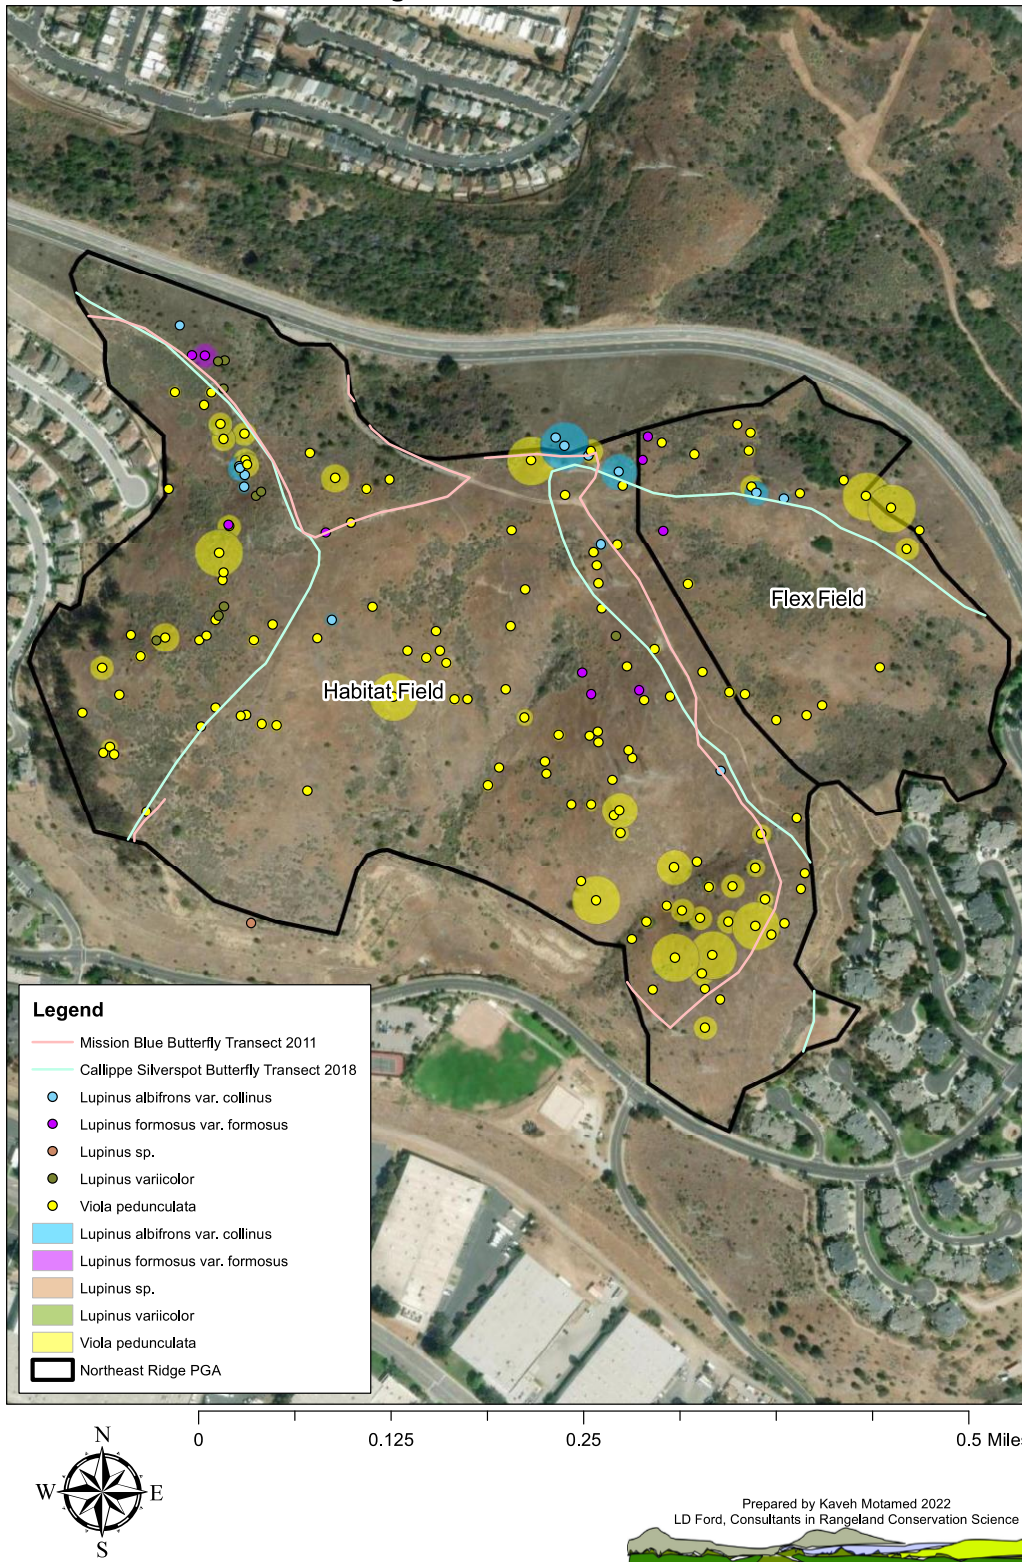 Flex Field
Habitat Field
Legend
Mission Blue Butterfly Transect 2011
Callippe Silverspot Butterfly Transect 2018
Lupinus albifrons var. collinus
Lupinus formosus var. formosus
Lupinus sp.
Lupinus variicolor
Viola pedunculata
Lupinus albifrons var. collinus
Lupinus formosus var. formosus
Lupinus sp.
Lupinus variicolor
Viola pedunculata
Northeast Ridge PGA
0 0.125 0.25 0.5 Miles
N
W E
S
Prepared by Kaveh Motamed 2022
LD Ford, Consultants in Rangeland Conservation Science